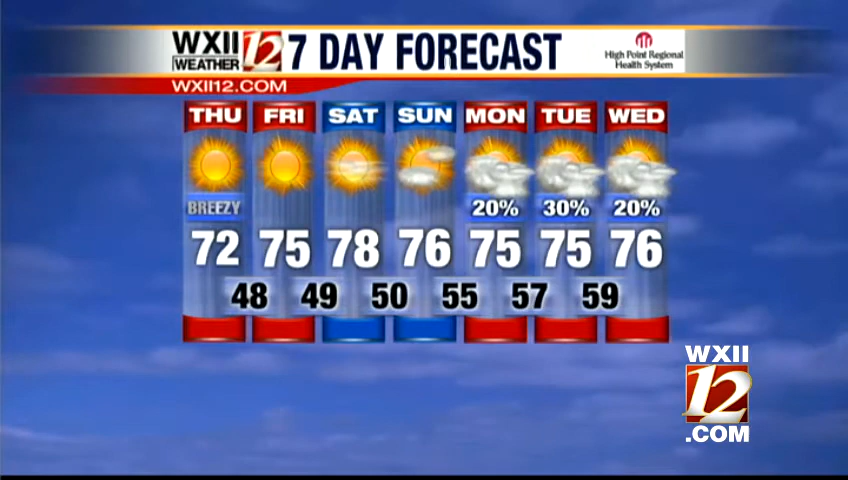 WXII 12 7 DAY FORECAST
WEATHER
High Point Regional
Health System
WXII12.COM
THU FRI SAT SUN MON TUE WED
BREEZY 20% 30% 20%
72 75 78 76 75 75 76
48 49 50 55 57 59
WXII
12
.COM